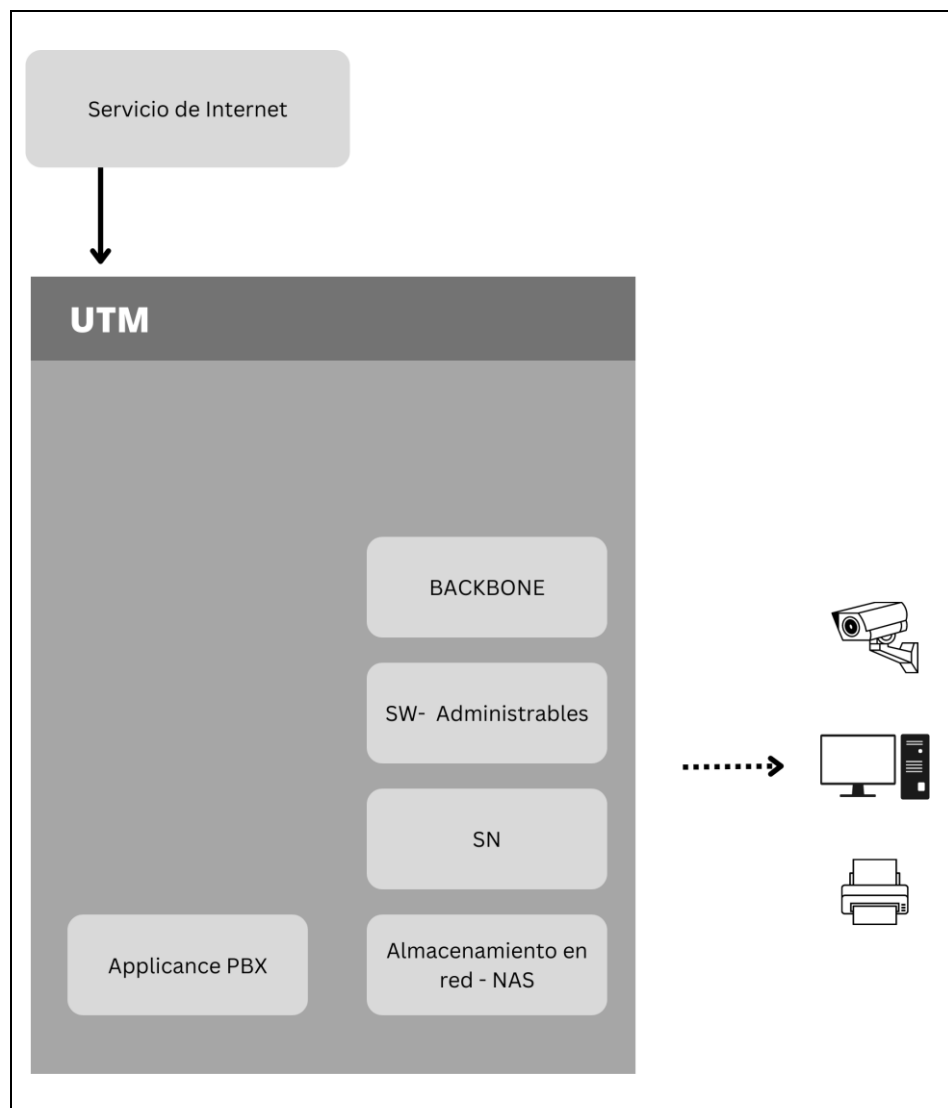 Servicio de Internet
UTM
BACKBONE
SW-  Administrables
SN
Applicance PBX
Almacenamiento en
red - NAS